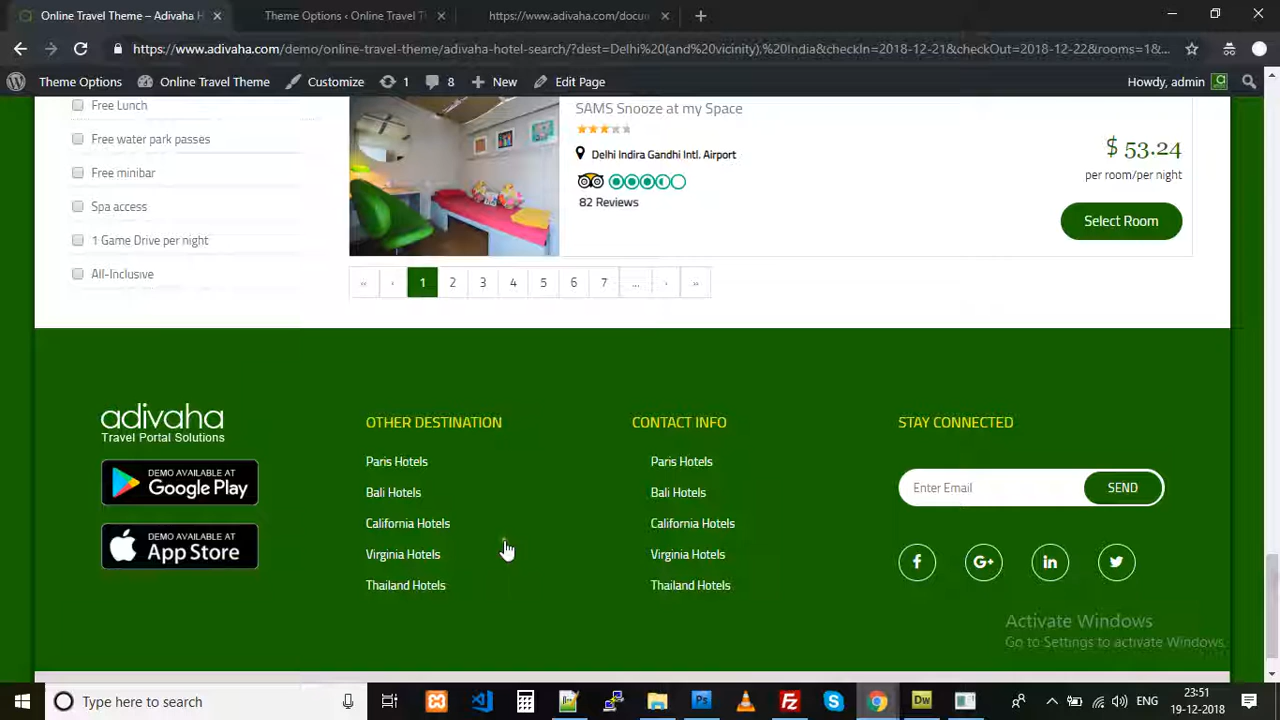 Online Travel Theme – Adivaha
Theme Options ‹ Online Travel T
https://www.adivaha.com/docu
https://www.adivaha.com/demo/online-travel-theme/adivaha-hotel-search/?dest=Delhi%20(and%20vicinity),%20India&checkIn=2018-12-21&checkOut=2018-12-22&rooms=1&...
Theme Options
Online Travel Theme
Customize
1
8
New
Edit Page
Howdy, admin
Free Lunch
Free water park passes
Free minibar
Spa access
1 Game Drive per night
All-Inclusive
SAMS Snooze at my Space
Delhi Indira Gandhi Intl. Airport
82 Reviews
$ 53.24
per room/per night
Select Room
« ‹ 1 2 3 4 5 6 7 ... › »
adivaha
Travel Portal Solutions
DEMO AVAILABLE AT
Google Play
DEMO AVAILABLE AT
App Store
OTHER DESTINATION
Paris Hotels
Bali Hotels
California Hotels
Virginia Hotels
Thailand Hotels
CONTACT INFO
Paris Hotels
Bali Hotels
California Hotels
Virginia Hotels
Thailand Hotels
STAY CONNECTED
Enter Email
SEND
Activate Windows
Go to Settings to activate Windows.
Type here to search
ENG
23:51
19-12-2018